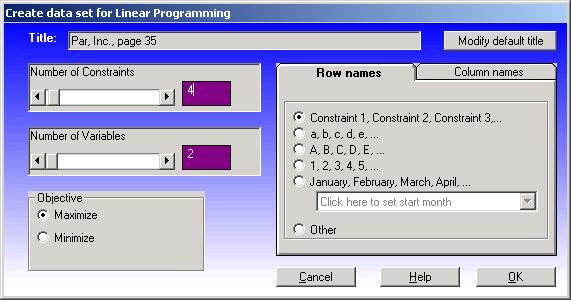 Create data set for Linear Programming
Title: Par, Inc., page 35
Modify default title
Number of Constraints
4
Number of Variables
2
Objective
Maximize
Minimize
Row names
Column names
Constraint 1, Constraint 2, Constraint 3,...
a, b, c, d, e, ...
A, B, C, D, E, ...
1, 2, 3, 4, 5, ...
January, February, March, April, ...
Click here to set start month
Other
Cancel
Help
OK